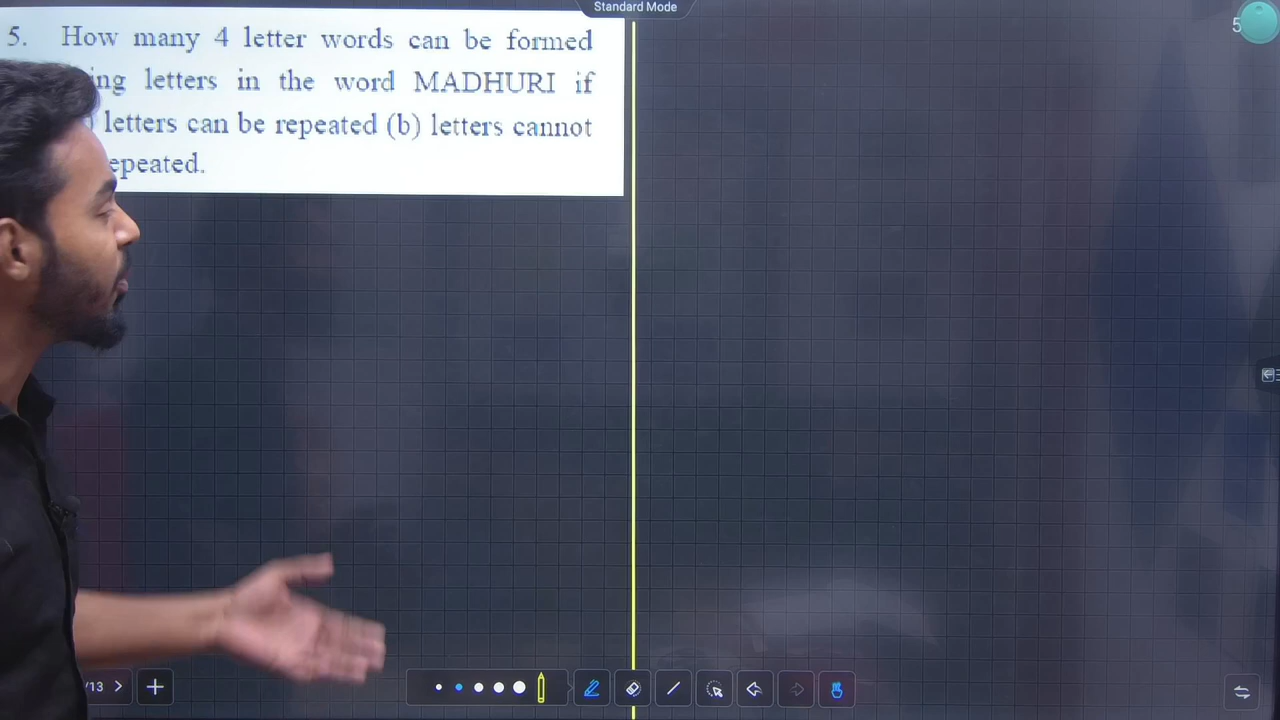 Standard Mode
5
5. How many 4 letter words can be formed
ing letters in the word MADHURI if
) letters can be repeated (b) letters cannot
epeated.
/13